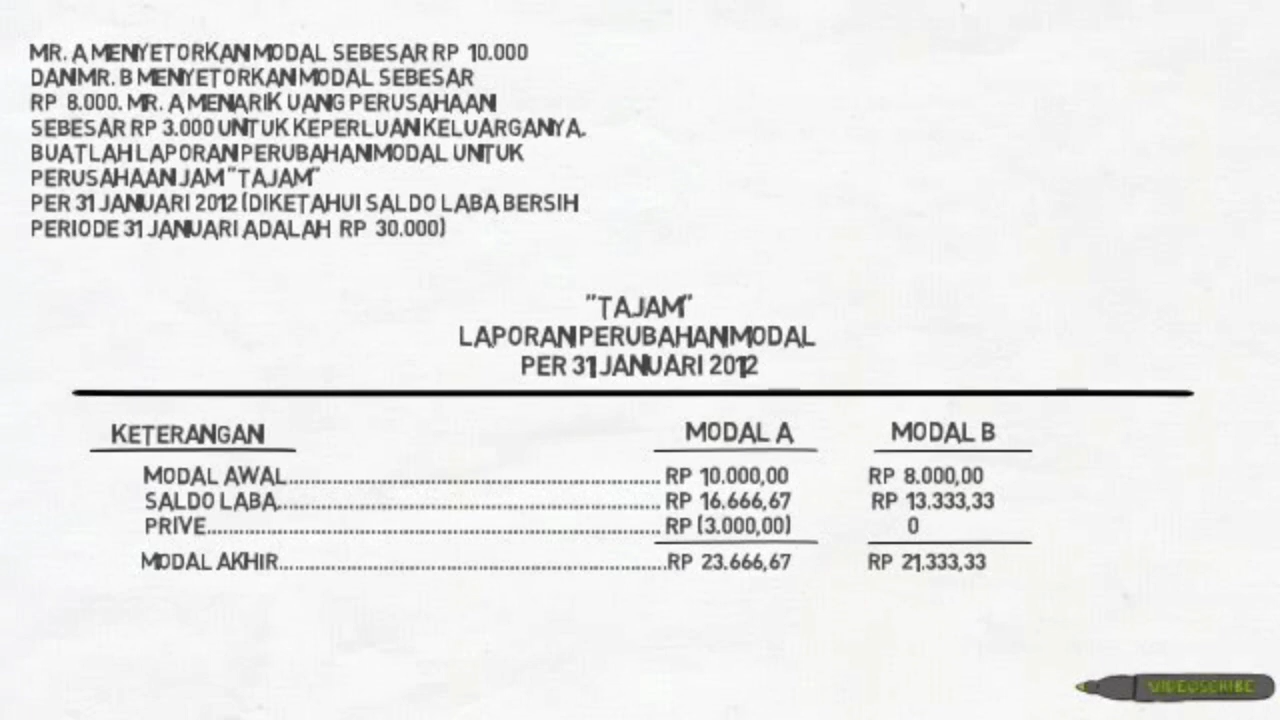 MR. A MENYETORKAN MODAL SEBESAR RP 10.000
DAN MR. B MENYETORKAN MODAL SEBESAR
RP 8.000. MR. A MENARIK UANG PERUSAHAAN
SEBESAR RP 3.000 UNTUK KEPERLUAN KELUARGANYA.
BUATLAH LAPORAN PERUBAHAN MODAL UNTUK
PERUSAHAAN JAM "TAJAM"
PER 31 JANUARI 2012 (DIKETAHUI SALDO LABA BERSIH
PERIODE 31 JANUARI ADALAH RP 30.000)
"TAJAM"
LAPORAN PERUBAHAN MODAL
PER 31 JANUARI 2012
KETERANGAN MODAL A MODAL B
MODAL AWAL RP 10.000,00 RP 8.000,00
SALDO LABA RP 16.666,67 RP 13.333,33
PRIVE RP (3.000,00) 0
MODAL AKHIR RP 23.666,67 RP 21.333,33
VIDEOSCRIBE